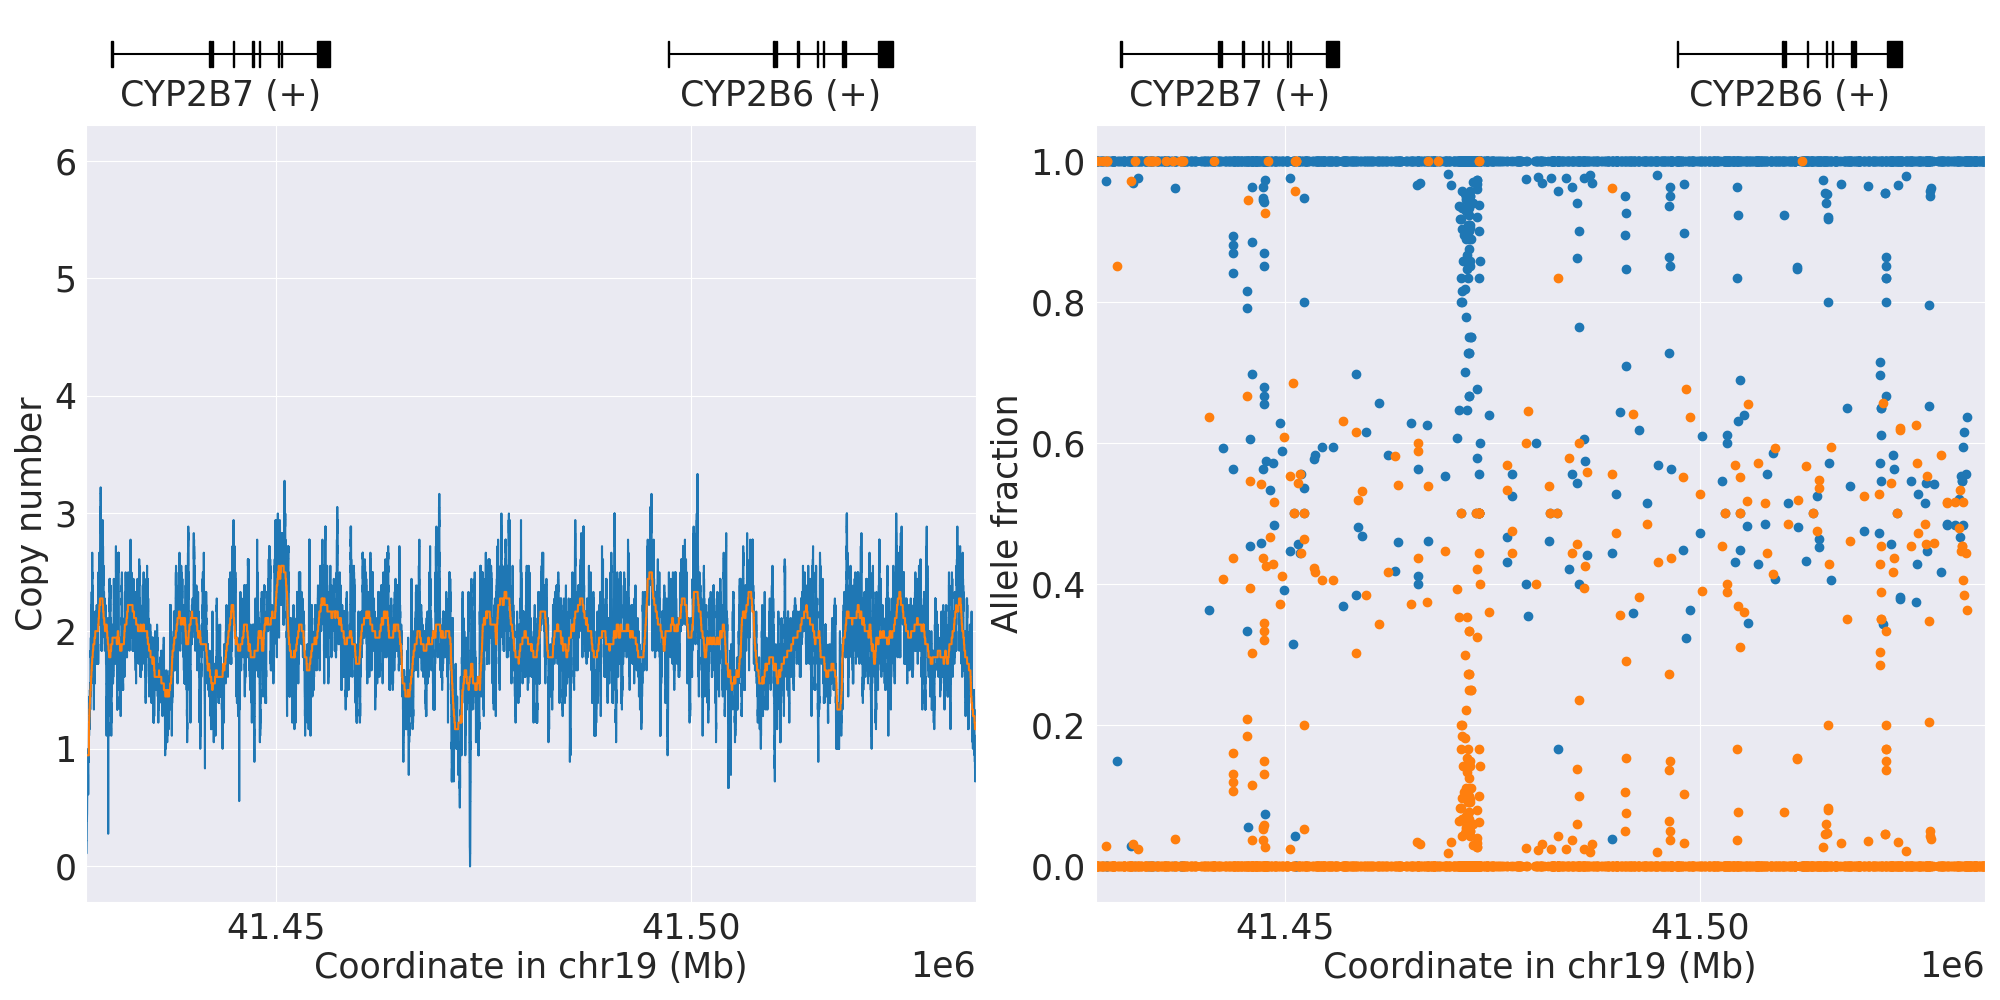 CYP2B7 (+)
CYP2B6 (+)
6
5
4
3
2
1
0
Copy number
41.45
41.50
Coordinate in chr19 (Mb)
1e6
CYP2B7 (+)
CYP2B6 (+)
1.0
0.8
0.6
0.4
0.2
0.0
Allele fraction
41.45
41.50
Coordinate in chr19 (Mb)
1e6